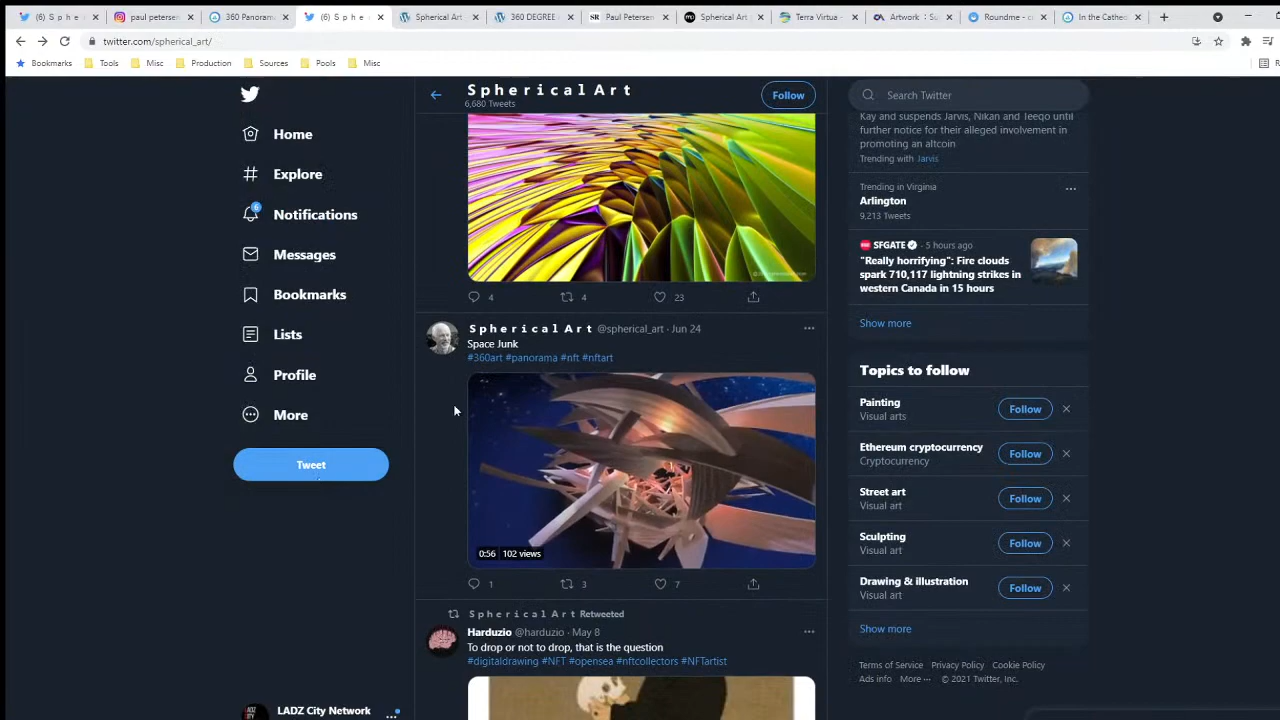 (6) S p h e
paul petersen
360 Panorama
(6) S p h e
Spherical Art
360 DEGREE
SR Paul Petersen
Spherical Art
Terra Virtua -
Artwork : Su
Roundme - c
In the Cathed
twitter.com/spherical_art/
Bookmarks
Tools
Misc
Production
Sources
Pools
Misc
R
S p h e r i c a l A r t
6,680 Tweets
Follow
Search Twitter
Home
Explore
6
Notifications
Messages
Bookmarks
Lists
Profile
More
Tweet
LADZ City Network
4
4
23
S p h e r i c a l A r t @spherical_art · Jun 24
Space Junk
#360art #panorama #nft #nftart
0:56 102 views
1
3
7
S p h e r i c a l A r t Retweeted
Harduzio @harduzio · May 8
To drop or not to drop, that is the question
#digitaldrawing #NFT #opensea #nftcollectors #NFTartist
Kay and suspends Jarvis, Nikan and Teeqo until
further notice for their alleged involvement in
promoting an altcoin
Trending with Jarvis
Trending in Virginia
Arlington
9,213 Tweets
SFGATE · 5 hours ago
"Really horrifying": Fire clouds
spark 710,117 lightning strikes in
western Canada in 15 hours
Show more
Topics to follow
Painting
Visual arts
Follow
Ethereum cryptocurrency
Cryptocurrency
Follow
Street art
Visual art
Follow
Sculpting
Visual art
Follow
Drawing & illustration
Visual art
Follow
Show more
Terms of Service Privacy Policy Cookie Policy
Ads info More ··· © 2021 Twitter, Inc.